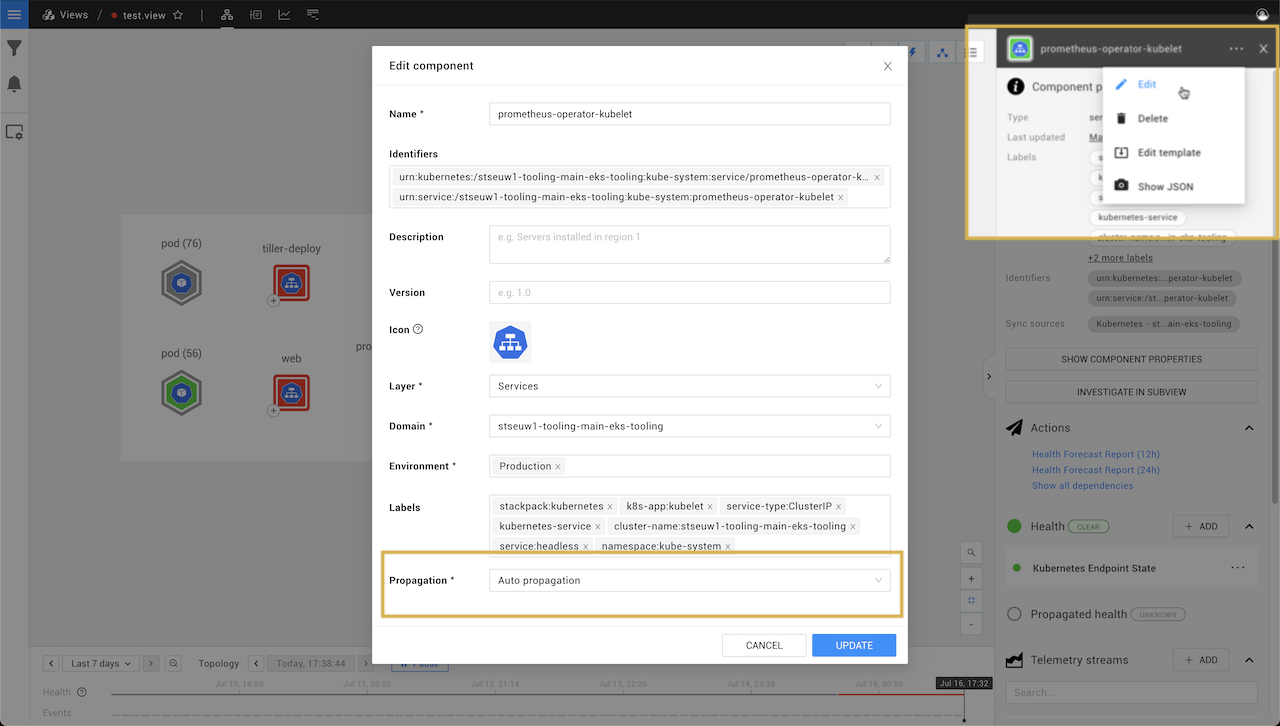 Views / test.view
prometheus-operator-kubelet
Edit
Delete
Edit template
Show JSON
Component p
Type
Last updated
Labels
kubernetes-service
+2 more labels
Identifiers
urn:kubernetes:...perator-kubelet
urn:service:/st...perator-kubelet
Sync sources
Kubernetes - st...ain-eks-tooling
SHOW COMPONENT PROPERTIES
INVESTIGATE IN SUBVIEW
Actions
Health Forecast Report (12h)
Health Forecast Report (24h)
Show all dependencies
Health CLEAR + ADD
Kubernetes Endpoint State
Propagated health UNKNOWN
Telemetry streams + ADD
Search...
Edit component
Name * prometheus-operator-kubelet
Identifiers
urn:kubernetes:/stseuw1-tooling-main-eks-tooling:kube-system:service/prometheus-operator-k... ×
urn:service:/stseuw1-tooling-main-eks-tooling:kube-system:prometheus-operator-kubelet ×
Description e.g. Servers installed in region 1
Version e.g. 1.0
Icon ?
Layer * Services
Domain * stseuw1-tooling-main-eks-tooling
Environment * Production ×
Labels stackpack:kubernetes × k8s-app:kubelet × service-type:ClusterIP ×
kubernetes-service × cluster-name:stseuw1-tooling-main-eks-tooling ×
service:headless × namespace:kube-system ×
Propagation * Auto propagation
CANCEL UPDATE
pod (76)
tiller-deploy
pod (56)
web
pro
Last 7 days Topology Today, 17:38:44 Pause
Health ?
Jul 10, 18:50 Jul 11, 20:02 Jul 12, 21:14 Jul 13, 22:26 Jul 14, 23:38 Jul 16, 00:50 Jul 16, 17:32
Events